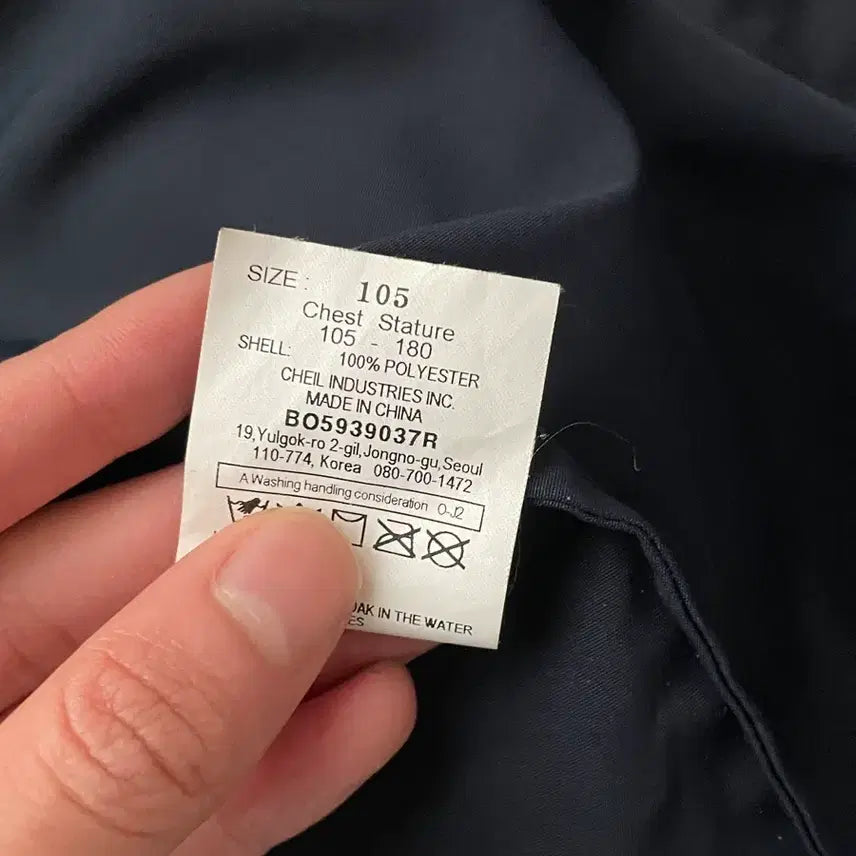 SIZE : 105
Chest Stature
105 - 180
SHELL: 100% POLYESTER
CHEIL INDUSTRIES INC.
MADE IN CHINA
BO5939037R
19,Yulgok-ro 2-gil,Jongno-gu,Seoul
110-774, Korea 080-700-1472
A Washing handling consideration O-J2
IN THE WATER